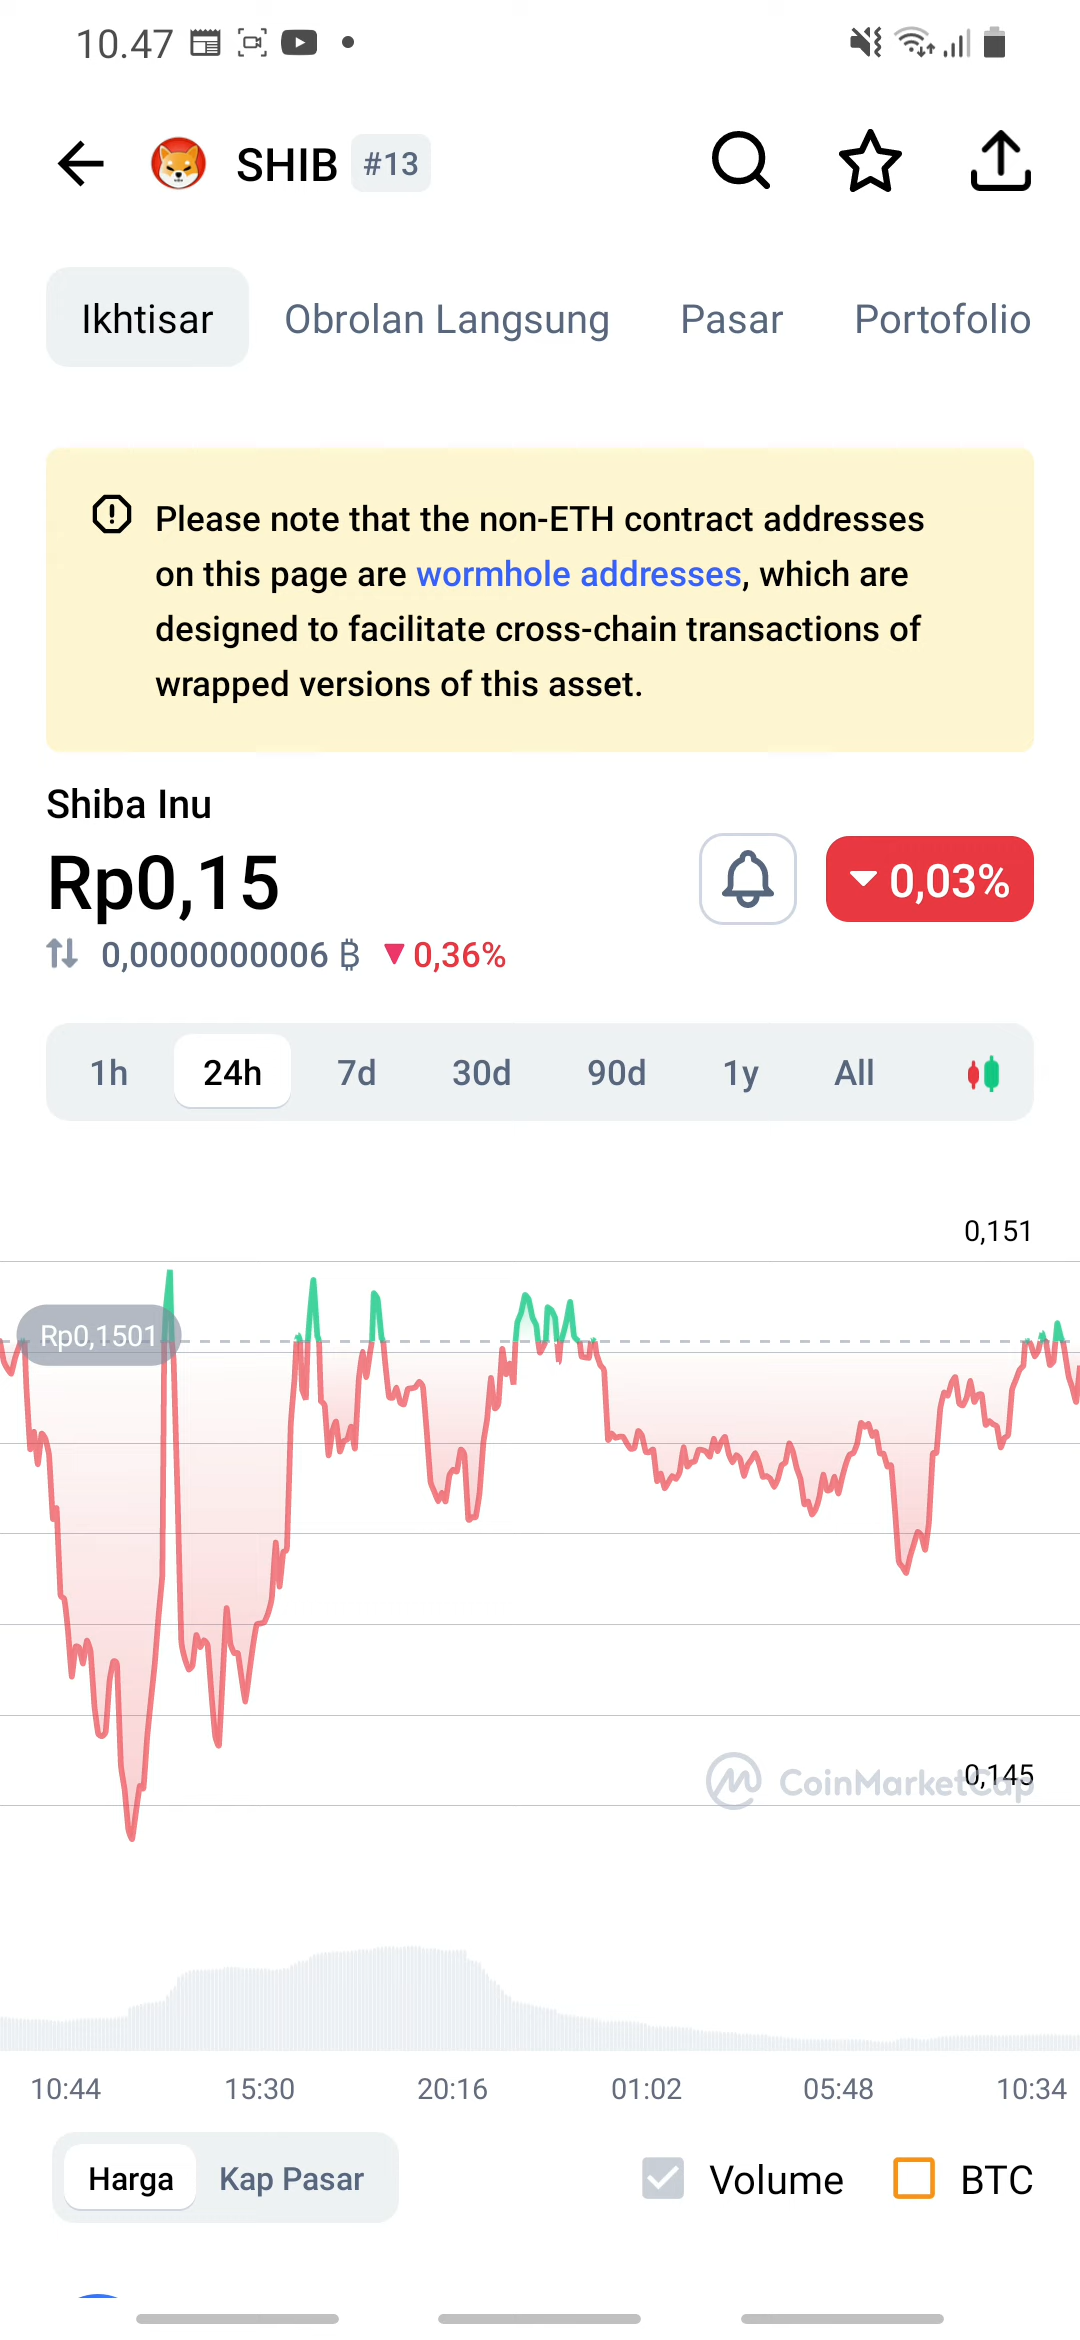 10.47
SHIB #13
Ikhtisar Obrolan Langsung Pasar Portofolio
Please note that the non-ETH contract addresses
on this page are wormhole addresses, which are
designed to facilitate cross-chain transactions of
wrapped versions of this asset.
Shiba Inu
Rp0,15
0,03%
0,0000000006 ₿ 0,36%
1h 24h 7d 30d 90d 1y All
0,151
Rp0,1501
0,145
CoinMarketCap
10:44 15:30 20:16 01:02 05:48 10:34
Harga Kap Pasar Volume BTC